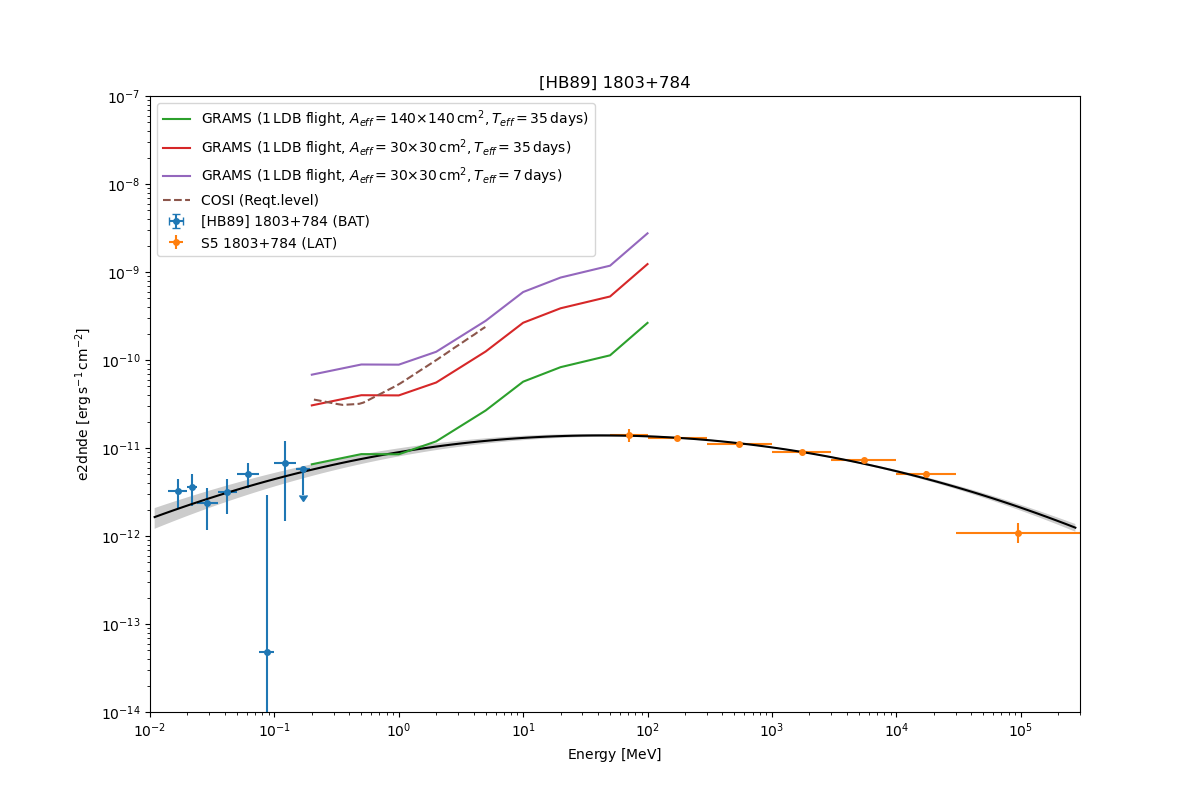 [HB89] 1803+784
10⁻⁷
10⁻⁸
10⁻⁹
10⁻¹⁰
10⁻¹¹
10⁻¹²
10⁻¹³
10⁻¹⁴
e2dnde [erg s⁻¹ cm⁻²]
GRAMS (1 LDB flight, A_eff = 140×140 cm², T_eff = 35 days)
GRAMS (1 LDB flight, A_eff = 30×30 cm², T_eff = 35 days)
GRAMS (1 LDB flight, A_eff = 30×30 cm², T_eff = 7 days)
COSI (Reqt.level)
[HB89] 1803+784 (BAT)
S5 1803+784 (LAT)
10⁻² 10⁻¹ 10⁰ 10¹ 10² 10³ 10⁴ 10⁵
Energy [MeV]